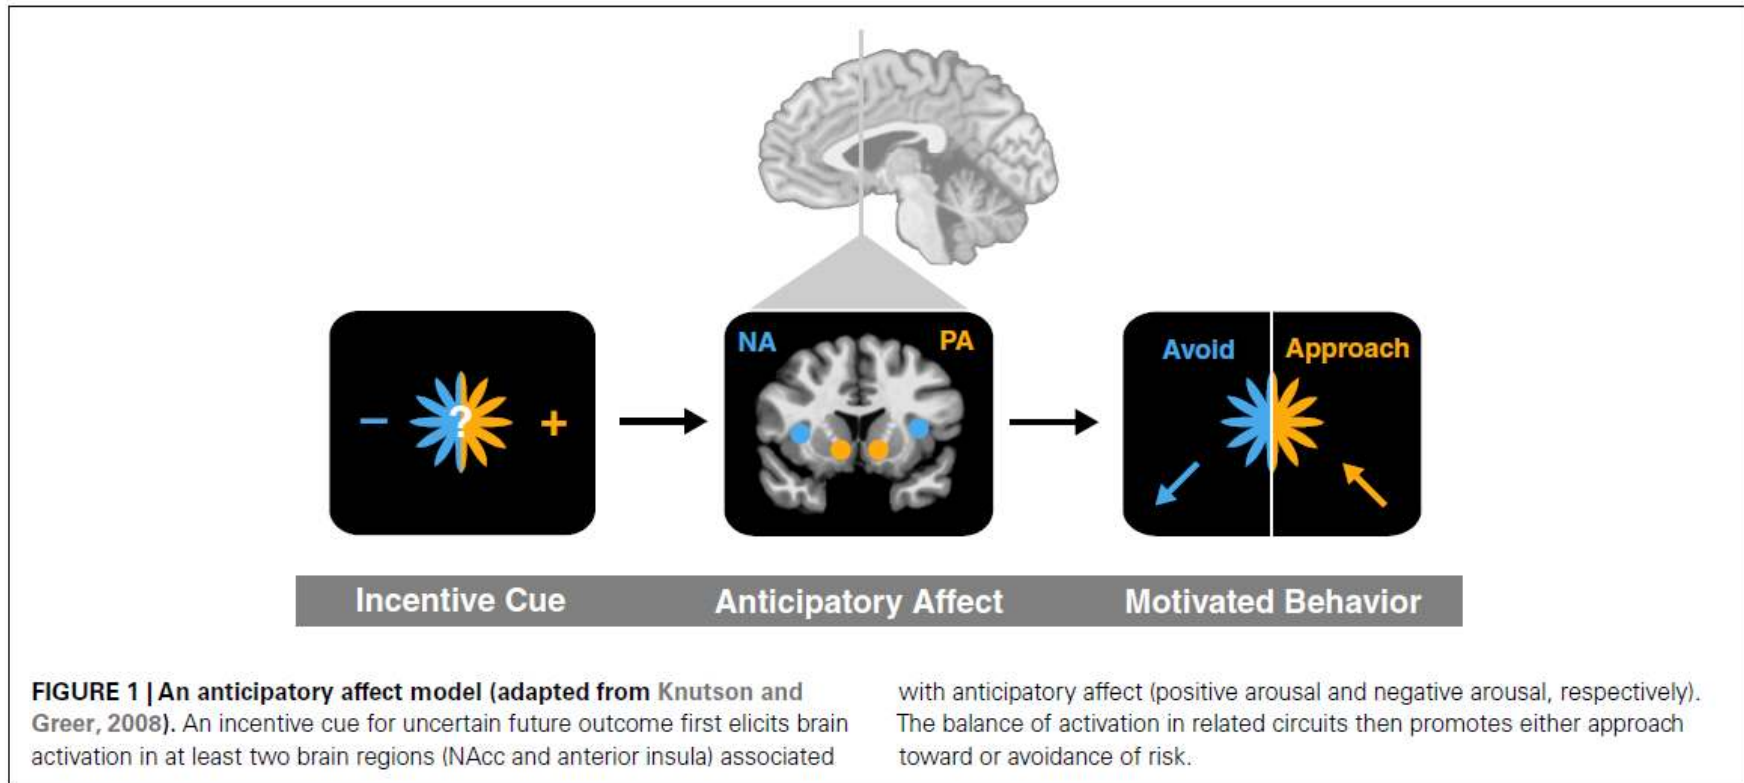 NA
PA
Avoid
Approach
−
?
+
Incentive Cue
Anticipatory Affect
Motivated Behavior
FIGURE 1 | An anticipatory affect model (adapted from Knutson and
Greer, 2008). An incentive cue for uncertain future outcome first elicits brain
activation in at least two brain regions (NAcc and anterior insula) associated
with anticipatory affect (positive arousal and negative arousal, respectively).
The balance of activation in related circuits then promotes either approach
toward or avoidance of risk.